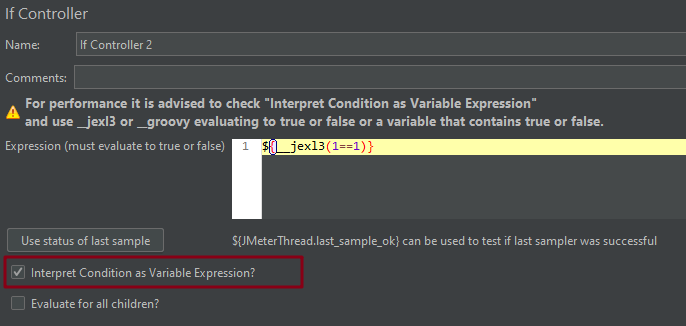 If Controller
Name: If Controller 2
Comments:
For performance it is advised to check "Interpret Condition as Variable Expression"
and use __jexl3 or __groovy evaluating to true or false or a variable that contains true or false.
Expression (must evaluate to true or false) 1 ${__jexl3(1==1)}
Use status of last sample ${JMeterThread.last_sample_ok} can be used to test if last sampler was successful
Interpret Condition as Variable Expression?
Evaluate for all children?